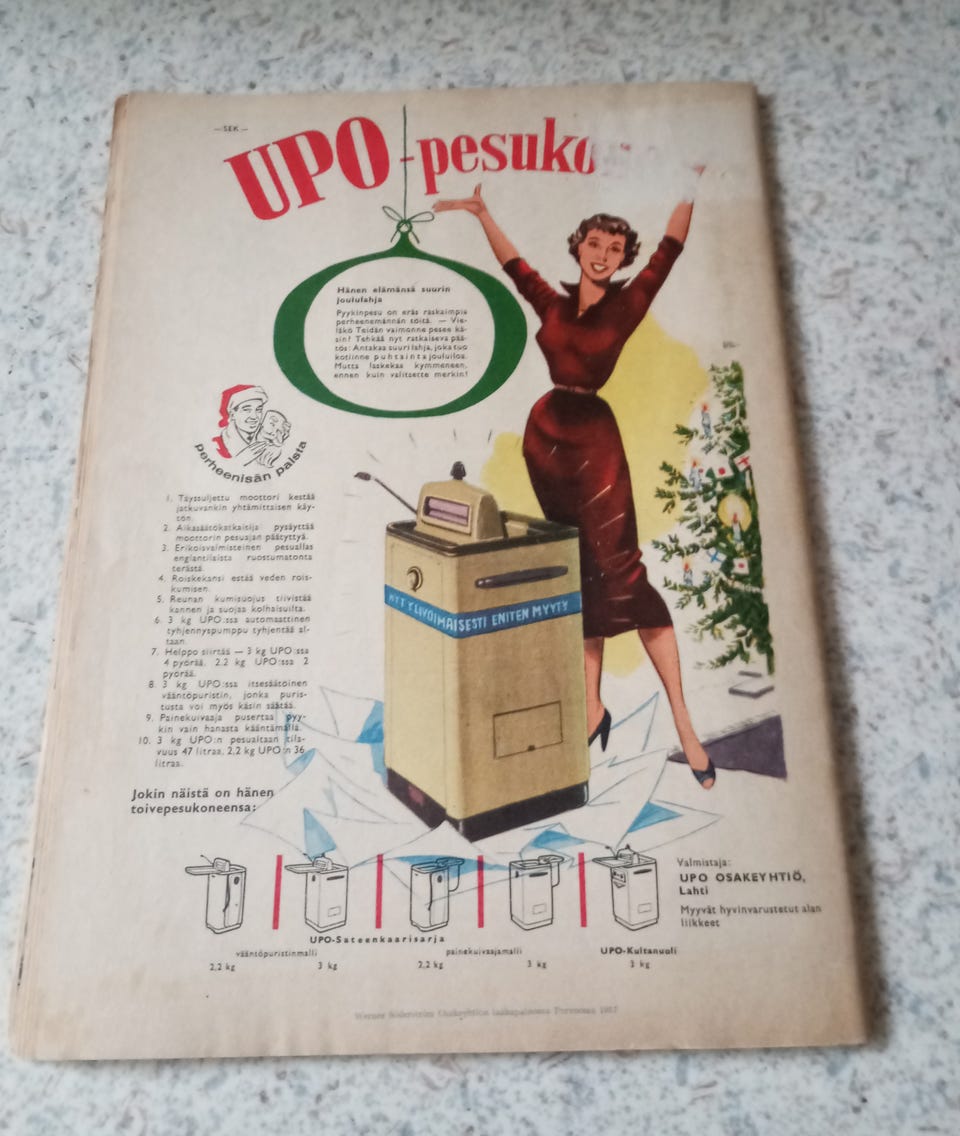 — SEK —
UPO-pesuko
Hänen elämänsä suurin
joululahja
Pyykinpesu on eräs raskaimpia
perheenemännän töitä. — Vie-
läkö Teidän vaimonne pesee kä-
sin? Tehkää nyt ratkaiseva pää-
tös: Antakaa suuri lahja, joka tuo
kotiinne puhtainta jouluiloa.
Mutta laskekaa kymmeneen,
ennen kuin valitsette merkin!
perheenisän palsta
1. Täyssuljettu moottori kestää
jatkuvankin yhtämittaisen käy-
tön.
2. Aikasäätökatkaisija pysäyttää
moottorin pesuajan päätyttyä.
3. Erikoisvalmisteinen pesuallas
englantilaista ruostumatonta
terästä.
4. Roiskekansi estää veden rois-
kumisen.
5. Reunan kumisuojus tiivistää
kannen ja suojaa kolhaisuilta.
6. 3 kg UPO:ssa automaattinen
tyhjennyspumppu tyhjentää al-
taan.
7. Helppo siirtää — 3 kg UPO:ssa
4 pyörää, 2,2 kg UPO:ssa 2
pyörää.
8. 3 kg UPO:ssa itsesäätöinen
vääntöpuristin, jonka puris-
tusta voi myös käsin säätää.
9. Painekuivaaja pusertaa pyy-
kin vain hanasta kääntämällä.
10. 3 kg UPO:n pesualtaan tila-
vuus 47 litraa, 2,2 kg UPO:n 36
litraa.
NYT YLIVOIMAISESTI ENITEN MYYTY
Jokin näistä on hänen
toivepesukoneensa:
Valmistaja:
UPO OSAKEYHTIÖ,
Lahti
Myyvät hyvinvarustetut alan
liikkeet
UPO-Sateenkaarisarja
vääntöpuristinmalli painekuivaajamalli UPO-Kultanuoli
2,2 kg 3 kg 2,2 kg 3 kg 3 kg
Werner Söderström Osakeyhtiön laakapainossa Porvoossa 1957